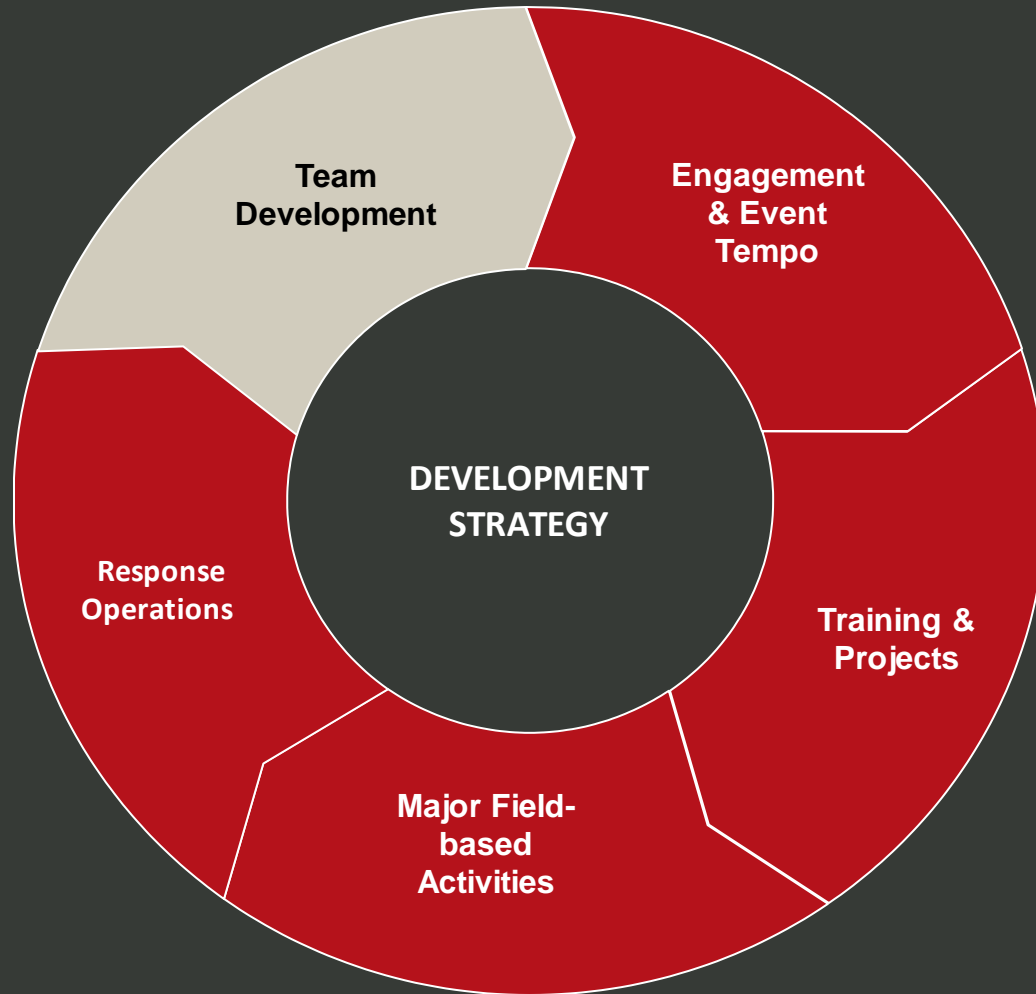 Team
Development
Engagement
& Event
Tempo
DEVELOPMENT
STRATEGY
Response
Operations
Training &
Projects
Major Field-
based
Activities